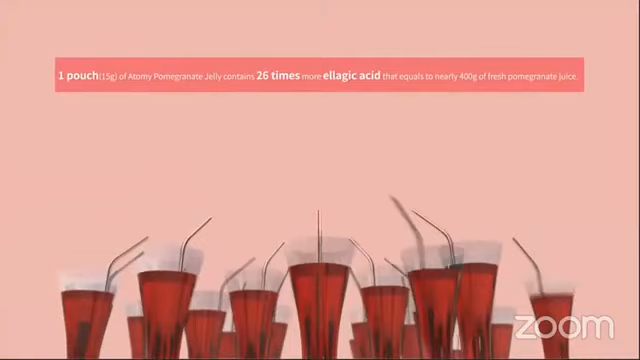 1 pouch(15g) of Atomy Pomegranate Jelly contains 26 times more ellagic acid that equals to nearly 400g of fresh pomegranate juice.
zoom